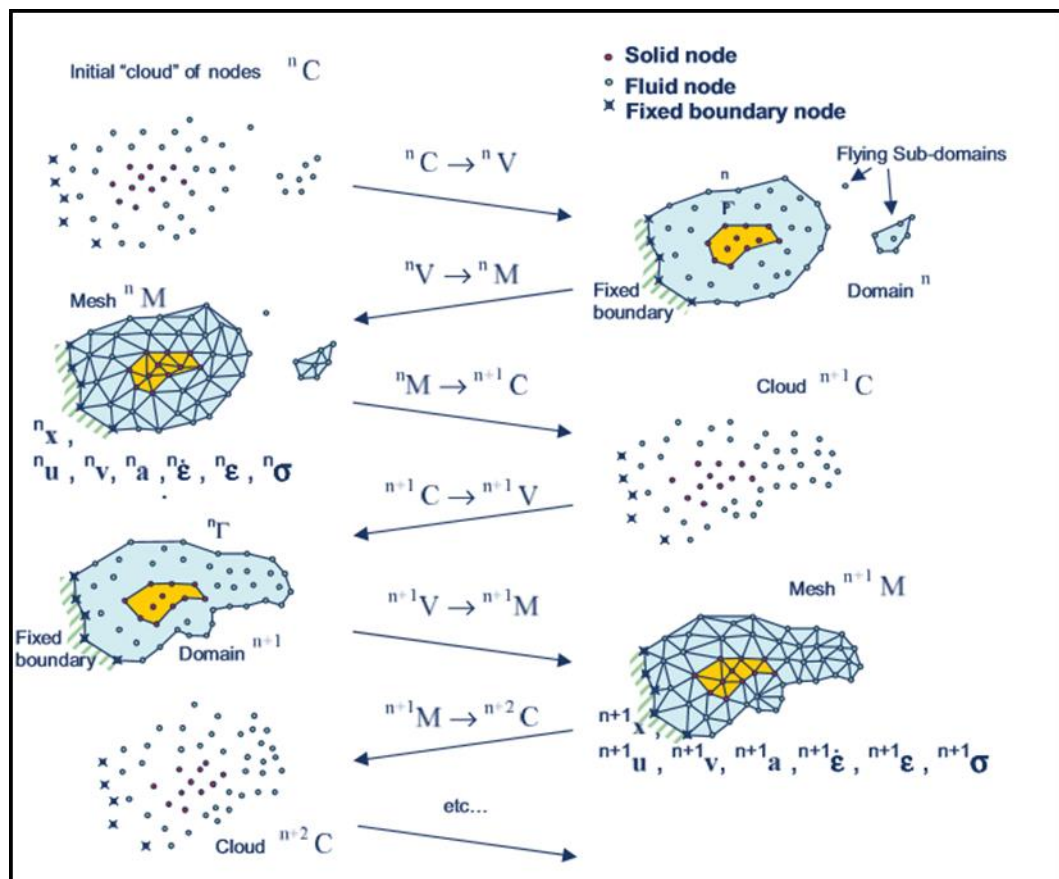 Initial "cloud" of nodes ⁿC
Solid node
Fluid node
Fixed boundary node
ⁿC → ⁿV
Flying Sub-domains
n
Γ
ⁿV → ⁿM
Fixed
boundary
Domain ⁿ
Mesh ⁿM
ⁿM → ⁿ⁺¹C
Cloud ⁿ⁺¹C
ⁿx ,
ⁿu , ⁿv, ⁿa ,ⁿε̇ , ⁿε , ⁿσ
ⁿ⁺¹C → ⁿ⁺¹V
ⁿΓ
ⁿ⁺¹V → ⁿ⁺¹M
Mesh ⁿ⁺¹M
Fixed
boundary
Domain ⁿ⁺¹
ⁿ⁺¹M → ⁿ⁺²C
ⁿ⁺¹x ,
ⁿ⁺¹u , ⁿ⁺¹v, ⁿ⁺¹a ,ⁿ⁺¹ε̇ , ⁿ⁺¹ε , ⁿ⁺¹σ
etc...
Cloud ⁿ⁺²C